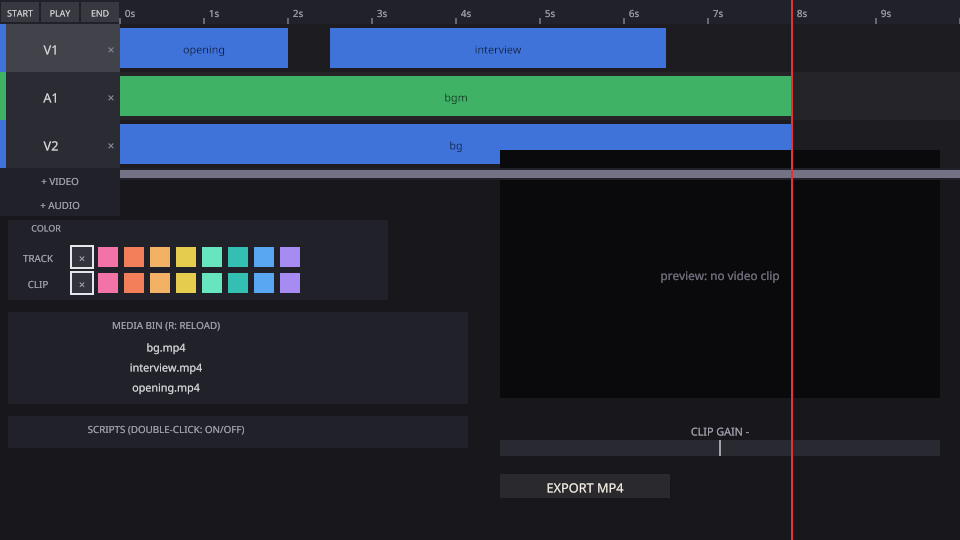 START PLAY END 0s 1s 2s 3s 4s 5s 6s 7s 8s 9s
V1 × opening interview
A1 × bgm
V2 × bg
+ VIDEO
+ AUDIO
COLOR
TRACK ×
CLIP ×
preview: no video clip
MEDIA BIN (R: RELOAD)
bg.mp4
interview.mp4
opening.mp4
SCRIPTS (DOUBLE-CLICK: ON/OFF)
CLIP GAIN -
EXPORT MP4